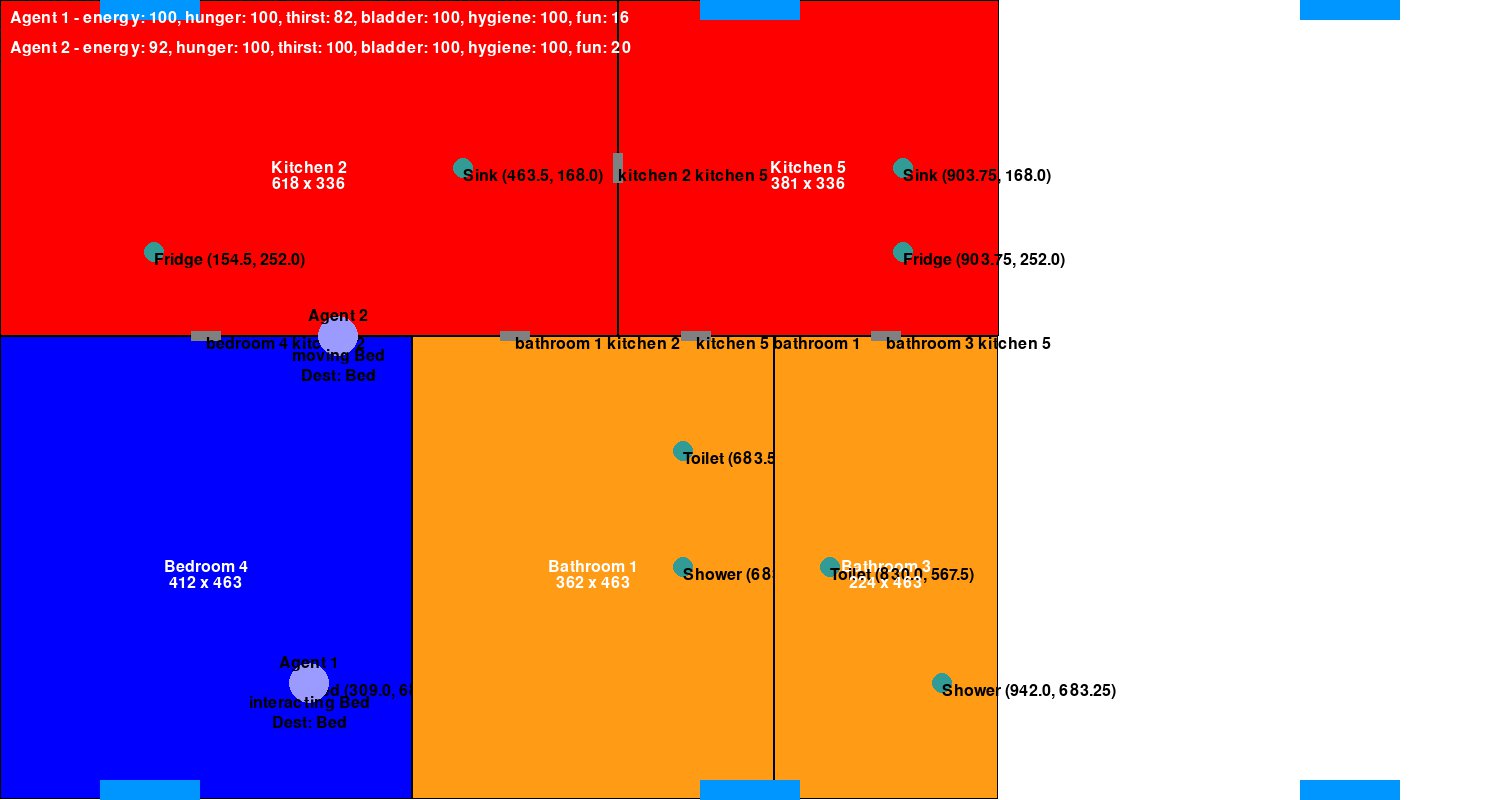 Agent 1 - energy: 100, hunger: 100, thirst: 82, bladder: 100, hygiene: 100, fun: 16
Agent 2 - energy: 92, hunger: 100, thirst: 100, bladder: 100, hygiene: 100, fun: 20
Kitchen 2
618 x 336
Sink (463.5, 168.0)
kitchen 2 kitchen 5
Kitchen 5
381 x 336
Sink (903.75, 168.0)
Fridge (154.5, 252.0)
Fridge (903.75, 252.0)
Agent 2
bedroom 4 kitc 2
moving Bed
Dest: Bed
bathroom 1 kitchen 2
kitchen 5 bathroom 1
bathroom 3 kitchen 5
Toilet (683.5
Bedroom 4
412 x 463
Bathroom 1
362 x 463
Shower (68
Toilet (830.0, 567.5)
Bathroom 3
224 x 463
Agent 1
(309.0, 68
interacting Bed
Dest: Bed
Shower (942.0, 683.25)